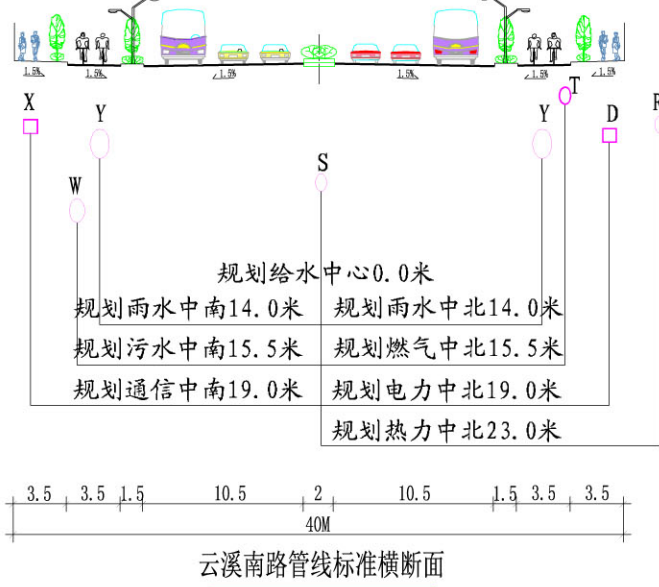 1.5% 1.5% 1.5% 1.5% 1.5% 1.5%
X Y T D R
Y
W S
规划给水中心0.0米
规划雨水中南14.0米 规划雨水中北14.0米
规划污水中南15.5米 规划燃气中北15.5米
规划通信中南19.0米 规划电力中北19.0米
规划热力中北23.0米
3.5 3.5 1.5 10.5 2 10.5 1.5 3.5 3.5
40M
云溪南路管线标准横断面